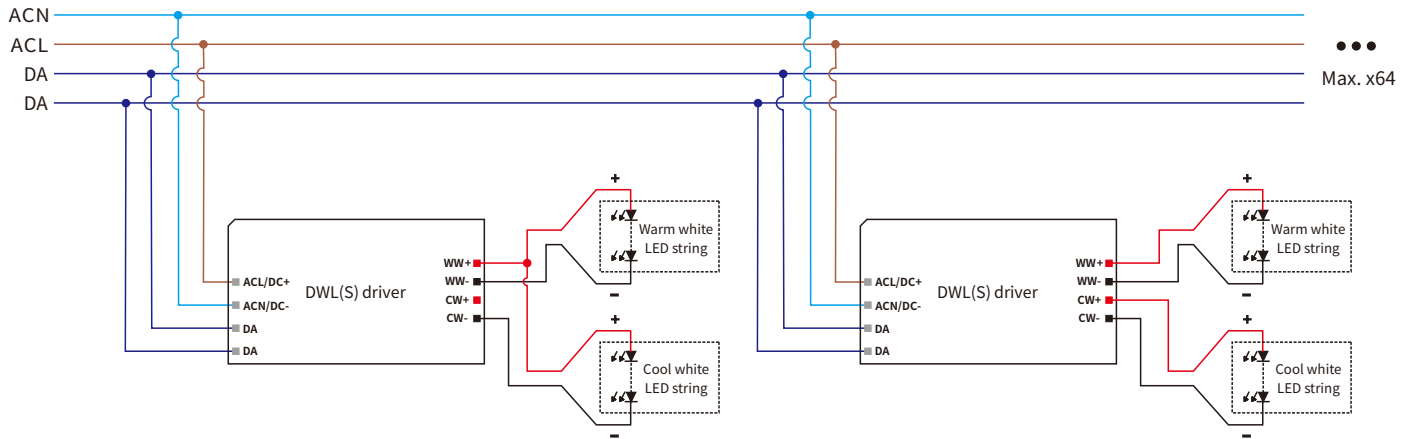 ACN
ACL
DA
DA
Max. x64
DWL(S) driver
ACL/DC+
ACN/DC-
DA
DA
WW+
WW-
CW+
CW-
+
Warm white
LED string
-
+
Cool white
LED string
-
DWL(S) driver
ACL/DC+
ACN/DC-
DA
DA
WW+
WW-
CW+
CW-
+
Warm white
LED string
-
+
Cool white
LED string
-